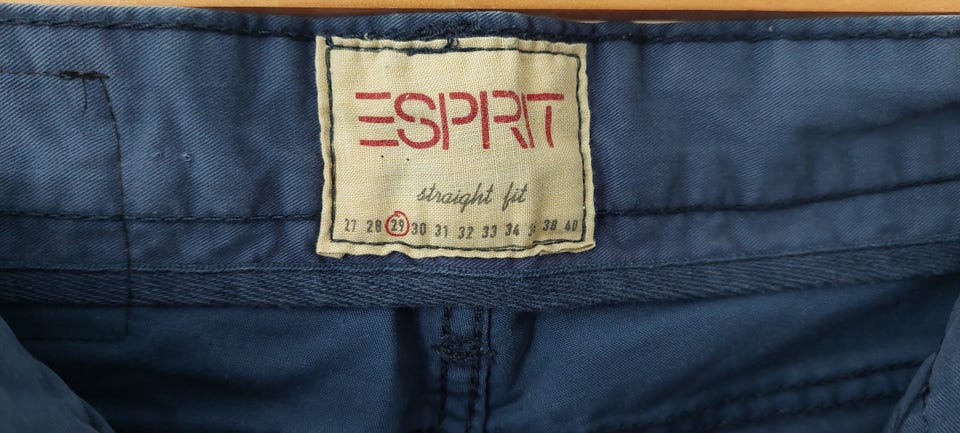 ESPRIT
straight fit
27 28 29 30 31 32 33 34 38 40